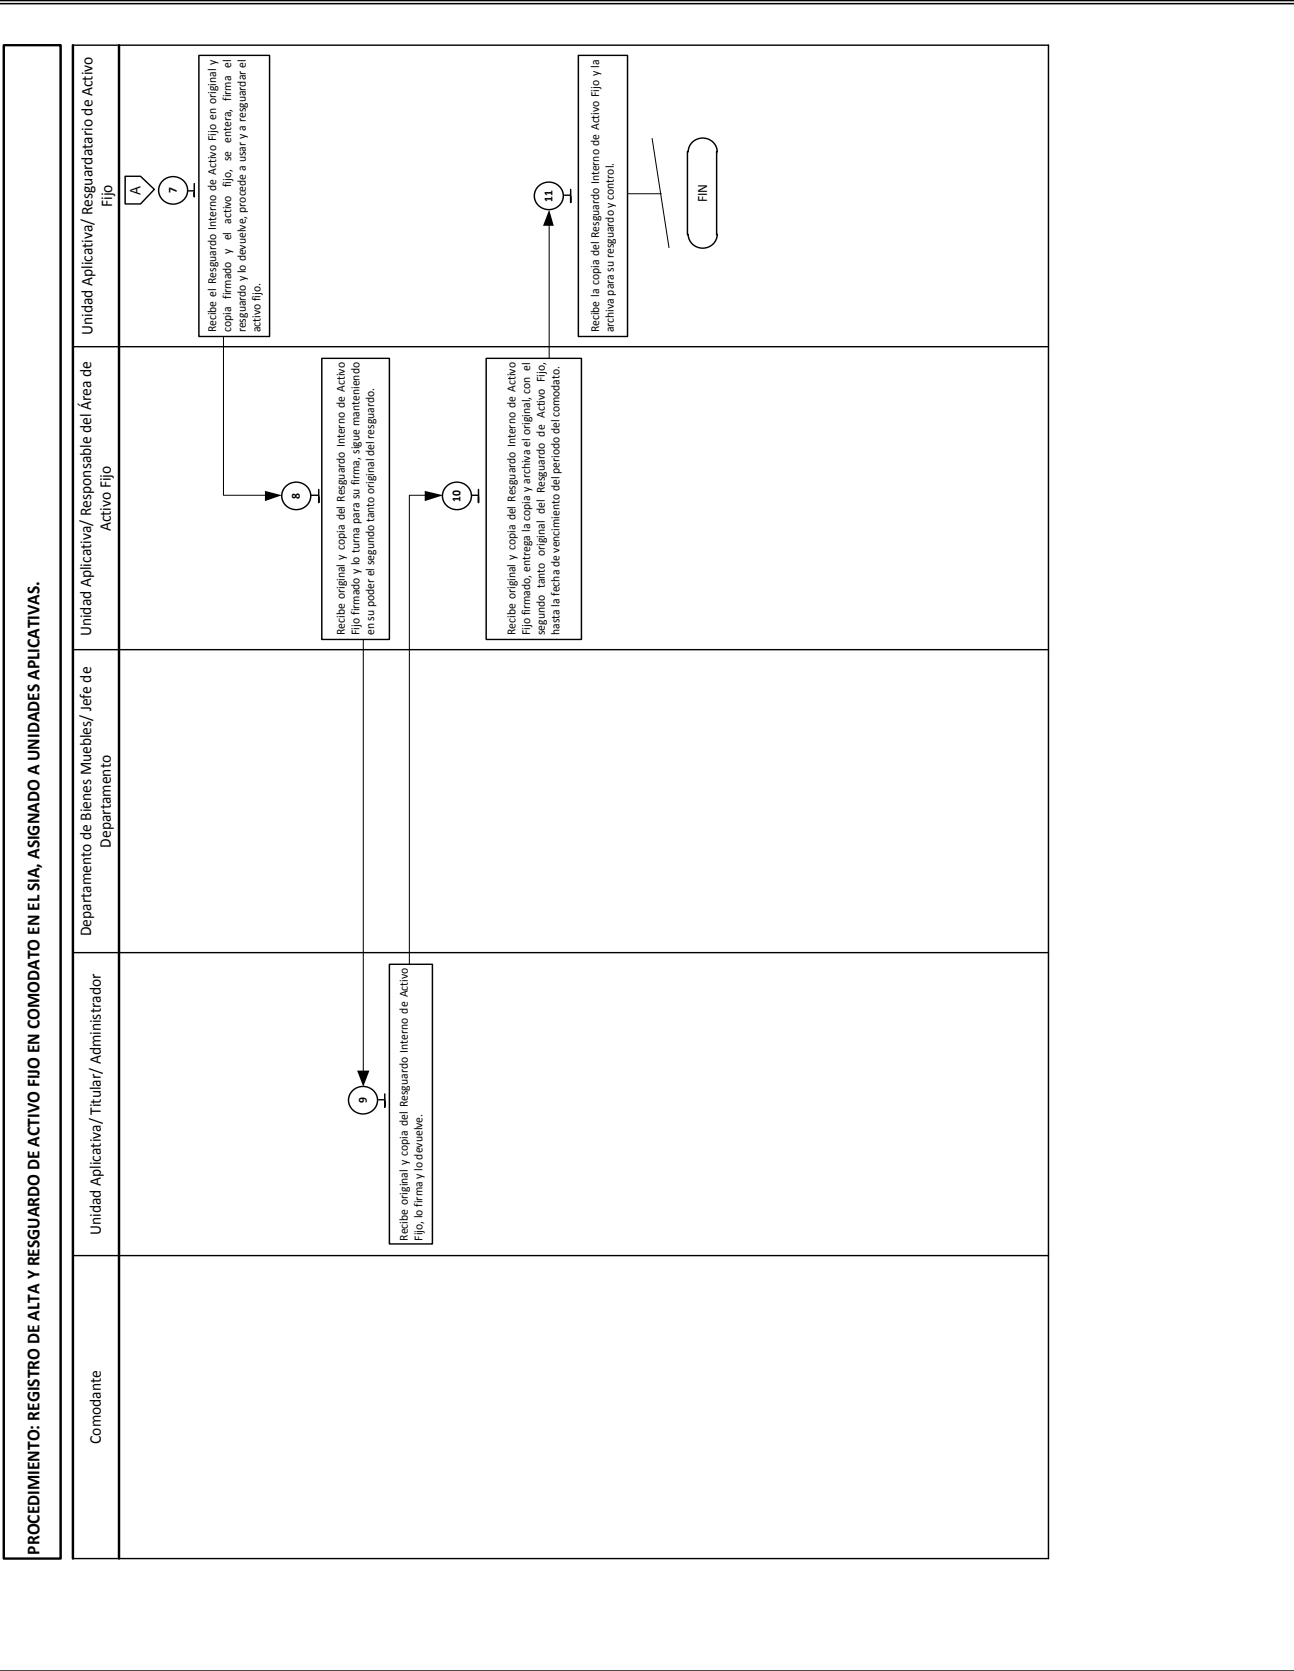 PROCEDIMIENTO: REGISTRO DE ALTA Y RESGUARDO DE ACTIVO FIJO EN COMODATO EN EL SIA, ASIGNADO A UNIDADES APLICATIVAS.
Comodante
Unidad Aplicativa/ Titular/ Administrador
Departamento de Bienes Muebles/ Jefe de
Departamento
Unidad Aplicativa/ Responsable del Área de
Activo Fijo
Unidad Aplicativa/ Resguardatario de Activo
Fijo
A
7
Recibe el Resguardo Interno de Activo Fijo en original y
copia firmado y el activo fijo, se entera, firma el
resguardo y lo devuelve, procede a usar y a resguardar el
activo fijo.
8
Recibe original y copia del Resguardo Interno de Activo
Fijo firmado y lo turna para su firma, sigue manteniendo
en su poder el segundo tanto original del resguardo.
9
Recibe original y copia del Resguardo Interno de Activo
Fijo, lo firma y lo devuelve.
10
Recibe original y copia del Resguardo Interno de Activo
Fijo firmado, entrega la copia y archiva el original, con el
segundo tanto original del Resguardo de Activo Fijo,
hasta la fecha de vencimiento del periodo del comodato.
11
Recibe la copia del Resguardo Interno de Activo Fijo y la
archiva para su resguardo y control.
FIN